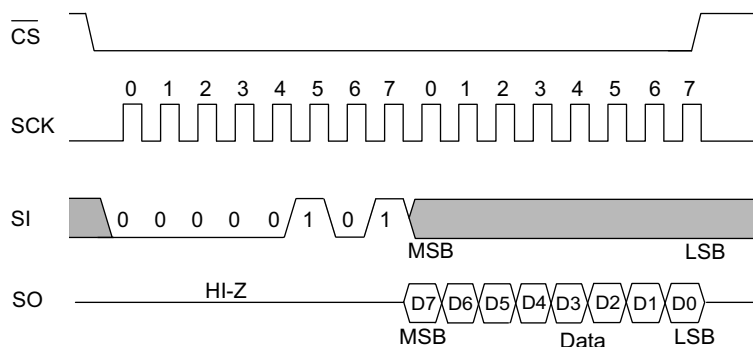 CS
0 1 2 3 4 5 6 7 0 1 2 3 4 5 6 7
SCK
SI 0 0 0 0 0 1 0 1
MSB LSB
HI-Z
SO D7 D6 D5 D4 D3 D2 D1 D0
MSB Data LSB